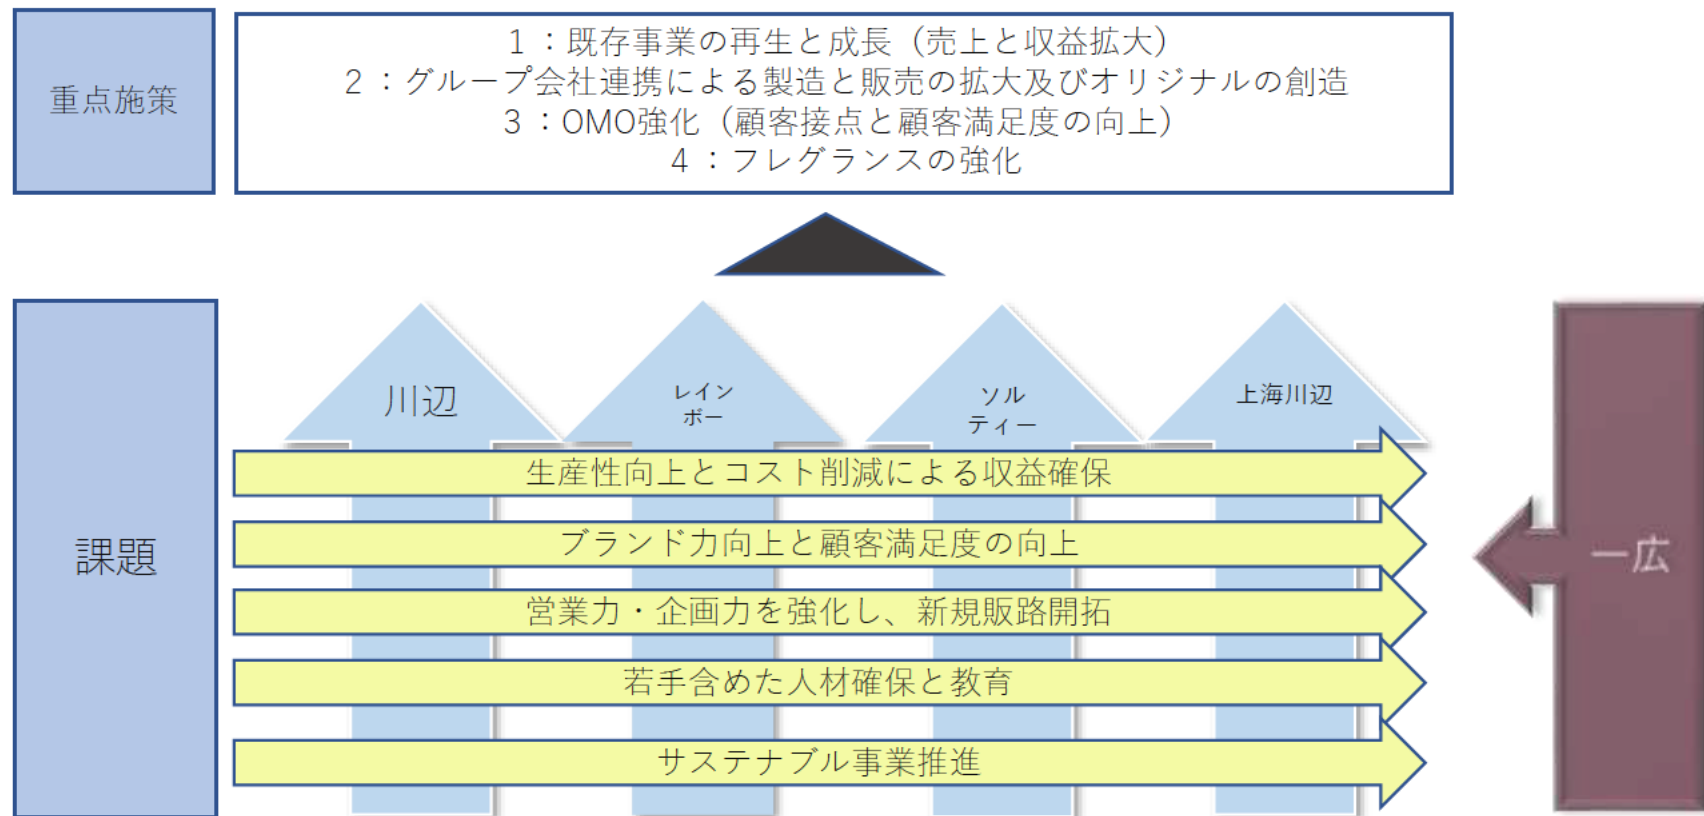 重点施策
1：既存事業の再生と成長（売上と収益拡大）
2：グループ会社連携による製造と販売の拡大及びオリジナルの創造
3：OMO強化（顧客接点と顧客満足度の向上）
4：フレグランスの強化
課題
川辺
レイン
ボー
ソル
ティー
上海川辺
生産性向上とコスト削減による収益確保
ブランド力向上と顧客満足度の向上
営業力・企画力を強化し、新規販路開拓
若手含めた人材確保と教育
サステナブル事業推進
一広